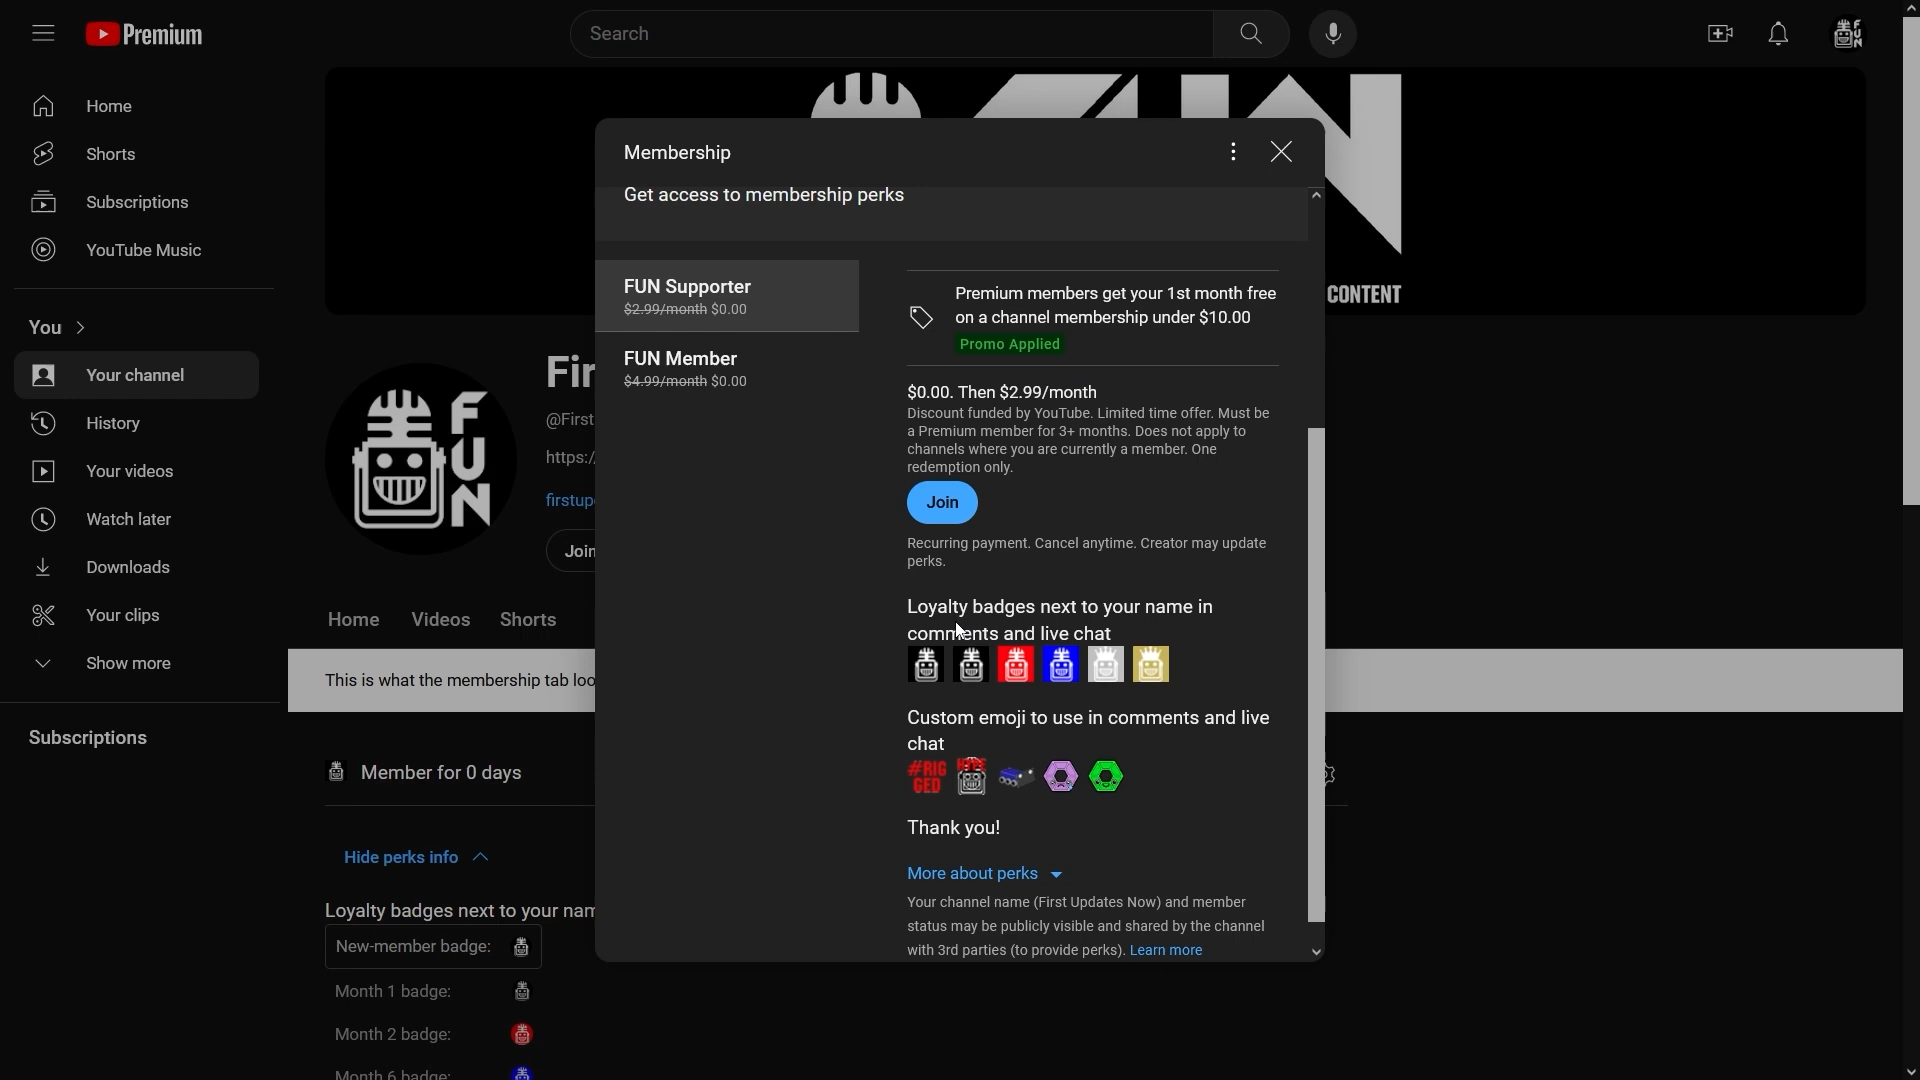 Premium
Search
Home
Shorts
Subscriptions
YouTube Music
You
Your channel
History
Your videos
Watch later
Downloads
Your clips
Show more
Subscriptions
CONTENT
FUN
Fir
@First
https:/
firstup
Join
Home Videos Shorts
This is what the membership tab loo
Member for 0 days
Hide perks info
Loyalty badges next to your nam
New-member badge:
Month 1 badge:
Month 2 badge:
Month 6 badge:
Membership
Get access to membership perks
FUN Supporter
$2.99/month $0.00
FUN Member
$4.99/month $0.00
Premium members get your 1st month free
on a channel membership under $10.00
Promo Applied
$0.00. Then $2.99/month
Discount funded by YouTube. Limited time offer. Must be
a Premium member for 3+ months. Does not apply to
channels where you are currently a member. One
redemption only.
Join
Recurring payment. Cancel anytime. Creator may update
perks.
Loyalty badges next to your name in
comments and live chat
Custom emoji to use in comments and live
chat
#RIG
GED
HYPE
Thank you!
More about perks
Your channel name (First Updates Now) and member
status may be publicly visible and shared by the channel
with 3rd parties (to provide perks). Learn more